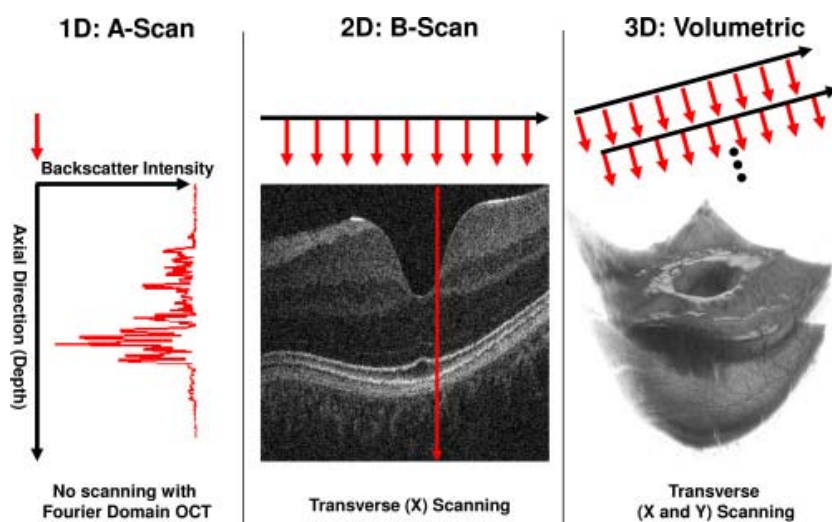 1D: A-Scan
Backscatter Intensity
Axial Direction (Depth)
No scanning with
Fourier Domain OCT
2D: B-Scan
Transverse (X) Scanning
3D: Volumetric
Transverse
(X and Y) Scanning